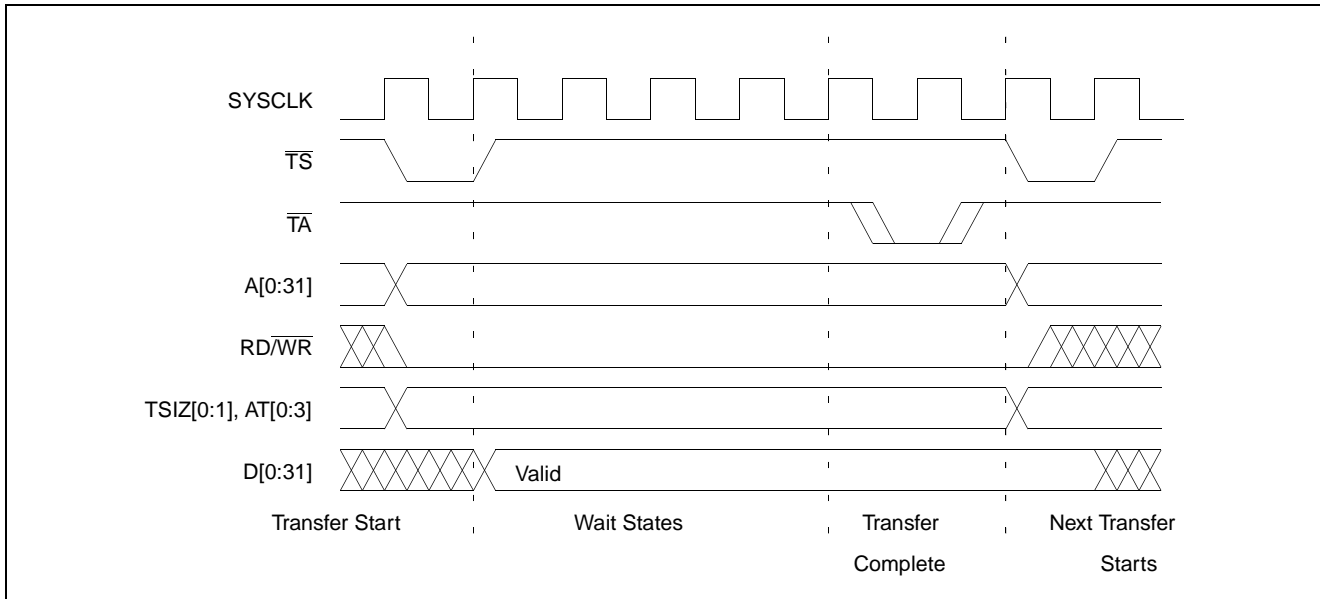 SYSCLK
TS
TA
A[0:31]
RD/WR
TSIZ[0:1], AT[0:3]
D[0:31]
Valid
Transfer Start
Wait States
Transfer
Complete
Next Transfer
Starts